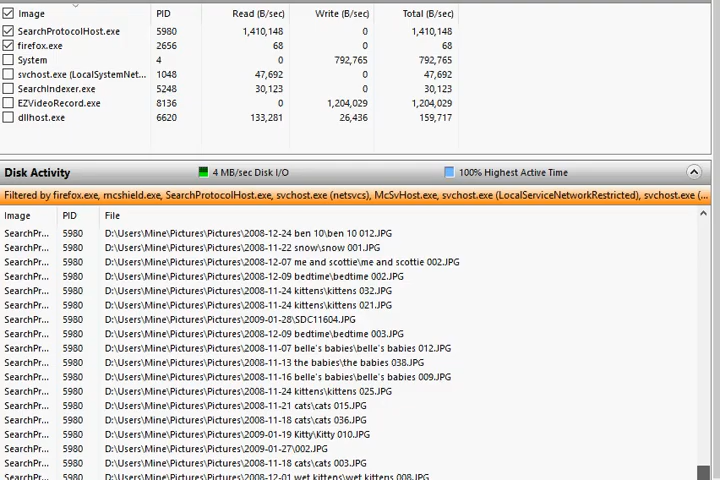 Image PID Read (B/sec) Write (B/sec) Total (B/sec)
SearchProtocolHost.exe 5980 1,410,148 0 1,410,148
firefox.exe 2656 68 0 68
System 4 0 792,765 792,765
svchost.exe (LocalSystemNet... 1048 47,692 0 47,692
SearchIndexer.exe 5248 30,123 0 30,123
EZVideoRecord.exe 8136 0 1,204,029 1,204,029
dllhost.exe 6620 133,281 26,436 159,717
Disk Activity 4 MB/sec Disk I/O 100% Highest Active Time
Filtered by firefox.exe, mcshield.exe, SearchProtocolHost.exe, svchost.exe (netsvcs), McSvHost.exe, svchost.exe (LocalServiceNetworkRestricted), svchost.exe (...
Image PID File
SearchPr... 5980 D:\Users\Mine\Pictures\Pictures\2008-12-24 ben 10\ben 10 012.JPG
SearchPr... 5980 D:\Users\Mine\Pictures\Pictures\2008-11-22 snow\snow 001.JPG
SearchPr... 5980 D:\Users\Mine\Pictures\Pictures\2008-12-07 me and scottie\me and scottie 002.JPG
SearchPr... 5980 D:\Users\Mine\Pictures\Pictures\2008-12-09 bedtime\bedtime 002.JPG
SearchPr... 5980 D:\Users\Mine\Pictures\Pictures\2008-11-24 kittens\kittens 032.JPG
SearchPr... 5980 D:\Users\Mine\Pictures\Pictures\2008-11-24 kittens\kittens 021.JPG
SearchPr... 5980 D:\Users\Mine\Pictures\Pictures\2009-01-28\SDC11604.JPG
SearchPr... 5980 D:\Users\Mine\Pictures\Pictures\2008-12-09 bedtime\bedtime 003.JPG
SearchPr... 5980 D:\Users\Mine\Pictures\Pictures\2008-11-07 belle's babies\belle's babies 012.JPG
SearchPr... 5980 D:\Users\Mine\Pictures\Pictures\2008-11-13 the babies\the babies 038.JPG
SearchPr... 5980 D:\Users\Mine\Pictures\Pictures\2008-11-16 belle's babies\belle's babies 009.JPG
SearchPr... 5980 D:\Users\Mine\Pictures\Pictures\2008-11-24 kittens\kittens 025.JPG
SearchPr... 5980 D:\Users\Mine\Pictures\Pictures\2008-11-21 cats\cats 015.JPG
SearchPr... 5980 D:\Users\Mine\Pictures\Pictures\2008-11-18 cats\cats 036.JPG
SearchPr... 5980 D:\Users\Mine\Pictures\Pictures\2009-01-19 Kitty\Kitty 010.JPG
SearchPr... 5980 D:\Users\Mine\Pictures\Pictures\2009-01-27\002.JPG
SearchPr... 5980 D:\Users\Mine\Pictures\Pictures\2008-11-18 cats\cats 003.JPG
SearchPr... 5980 D:\Users\Mine\Pictures\Pictures\2008-12-01 wet kittens\wet kittens 008.JPG